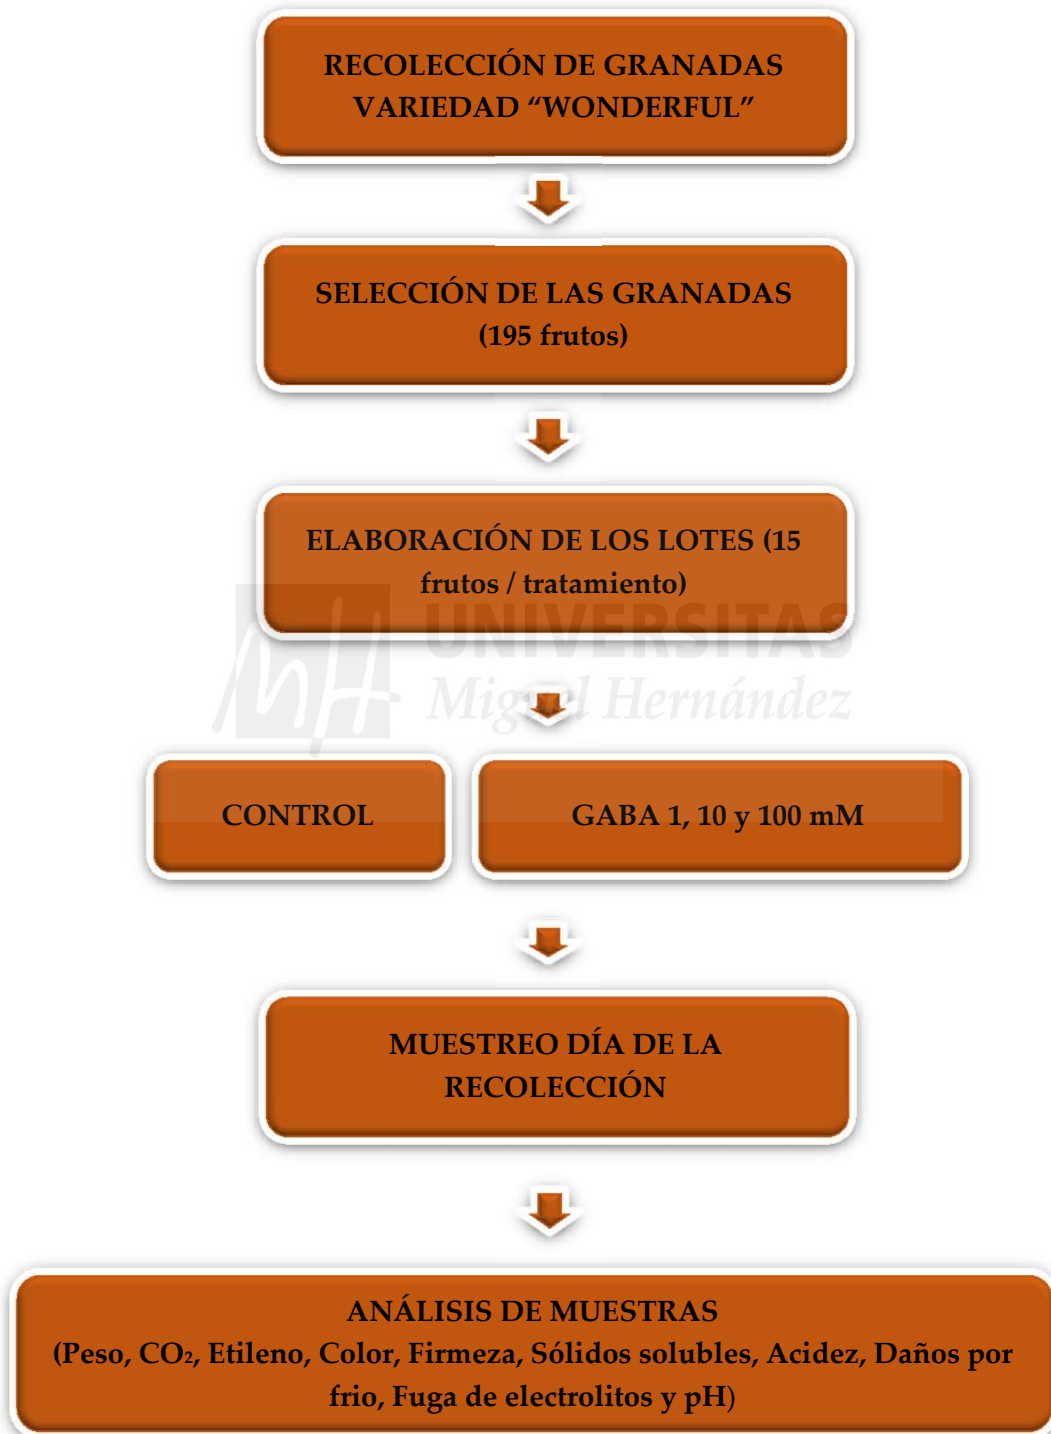 RECOLECCIÓN DE GRANADAS
VARIEDAD “WONDERFUL”
SELECCIÓN DE LAS GRANADAS
(195 frutos)
ELABORACIÓN DE LOS LOTES (15
frutos / tratamiento)
UNIVERSITAS
Miguel Hernández
CONTROL
GABA 1, 10 y 100 mM
MUESTREO DÍA DE LA
RECOLECCIÓN
ANÁLISIS DE MUESTRAS
(Peso, CO₂, Etileno, Color, Firmeza, Sólidos solubles, Acidez, Daños por
frio, Fuga de electrolitos y pH)